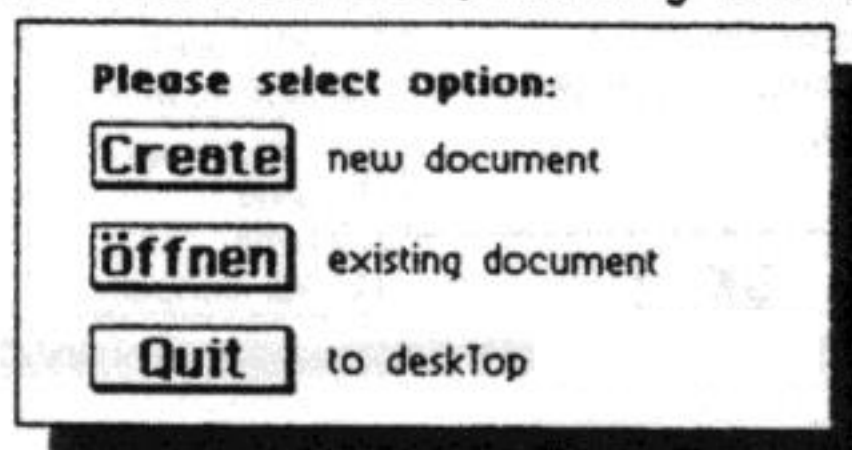 Please select option:
Create new document
öffnen existing document
Quit to deskTop